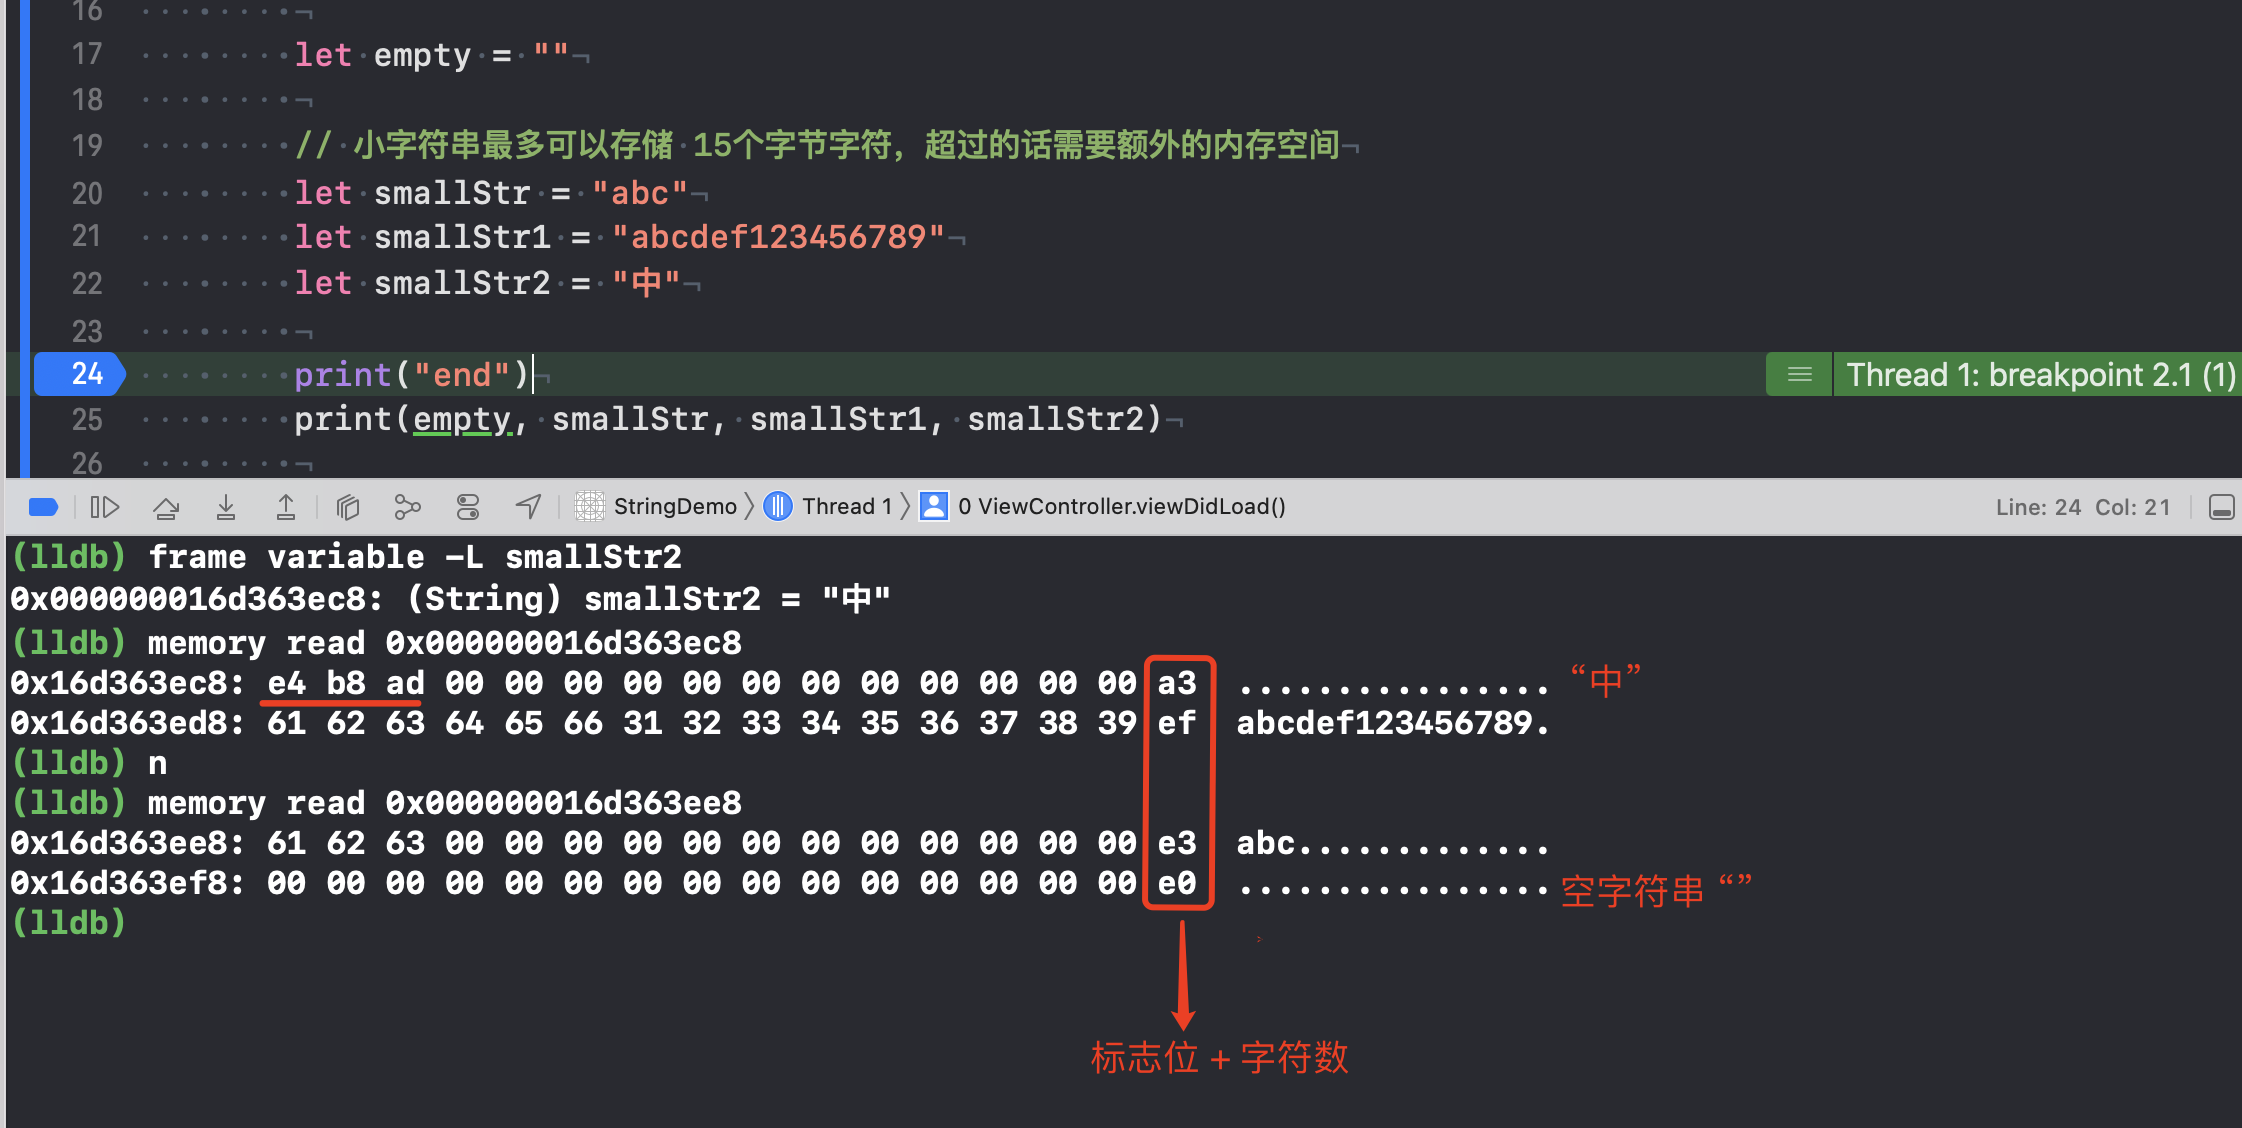 16
17 let empty = ""
18
19 // 小字符串最多可以存储 15个字节字符，超过的话需要额外的内存空间
20 let smallStr = "abc"
21 let smallStr1 = "abcdef123456789"
22 let smallStr2 = "中"
23
24 print("end") Thread 1: breakpoint 2.1 (1)
25 print(empty, smallStr, smallStr1, smallStr2)
26
StringDemo Thread 1 0 ViewController.viewDidLoad() Line: 24 Col: 21
(lldb) frame variable -L smallStr2
0x000000016d363ec8: (String) smallStr2 = "中"
(lldb) memory read 0x000000016d363ec8
0x16d363ec8: e4 b8 ad 00 00 00 00 00 00 00 00 00 00 00 00 a3 ................ “中”
0x16d363ed8: 61 62 63 64 65 66 31 32 33 34 35 36 37 38 39 ef abcdef123456789.
(lldb) n
(lldb) memory read 0x000000016d363ee8
0x16d363ee8: 61 62 63 00 00 00 00 00 00 00 00 00 00 00 00 e3 abc.............
0x16d363ef8: 00 00 00 00 00 00 00 00 00 00 00 00 00 00 00 e0 ................ 空字符串 “”
(lldb)
标志位 + 字符数